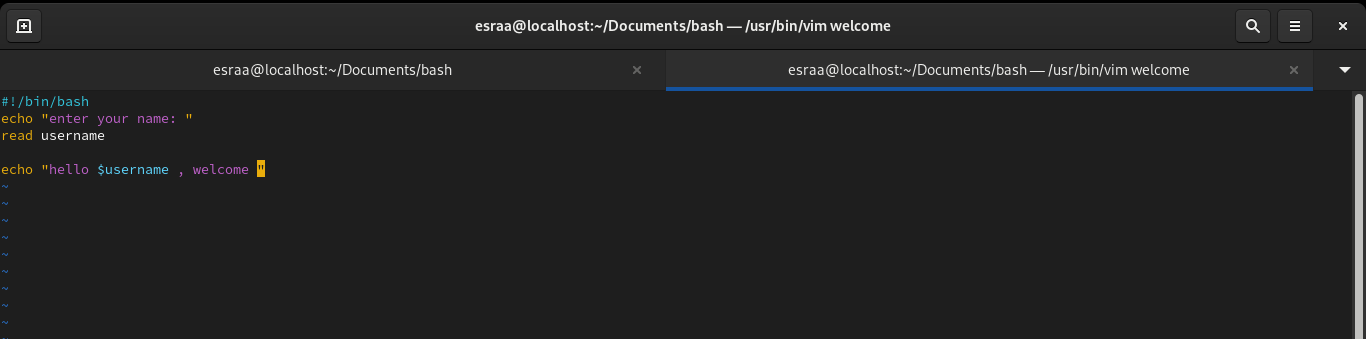 esraa@localhost:~/Documents/bash — /usr/bin/vim welcome
esraa@localhost:~/Documents/bash
esraa@localhost:~/Documents/bash — /usr/bin/vim welcome
#!/bin/bash
echo "enter your name: "
read username
echo "hello $username , welcome "
~
~
~
~
~
~
~
~
~
~